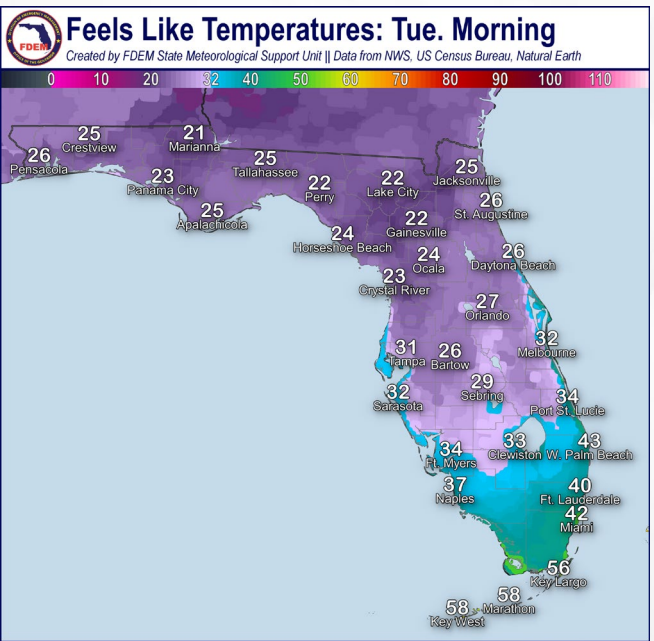 Feels Like Temperatures: Tue. Morning
Created by FDEM State Meteorological Support Unit || Data from NWS, US Census Bureau, Natural Earth
FDEM
0 10 20 32 40 50 60 70 80 90 100 110
25
Crestview
21
Marianna
26
Pensacola
25
Tallahassee
23
Panama City
22
Perry
22
Lake City
25
Jacksonville
25
Apalachicola
26
St. Augustine
22
Gainesville
24
Horseshoe Beach
24
Ocala
26
Daytona Beach
23
Crystal River
27
Orlando
31
Tampa
26
Bartow
32
Melbourne
32
Sarasota
29
Sebring
34
Port St. Lucie
34
Ft. Myers
33
Clewiston
43
W. Palm Beach
37
Naples
40
Ft. Lauderdale
42
Miami
56
Key Largo
58
Marathon
58
Key West